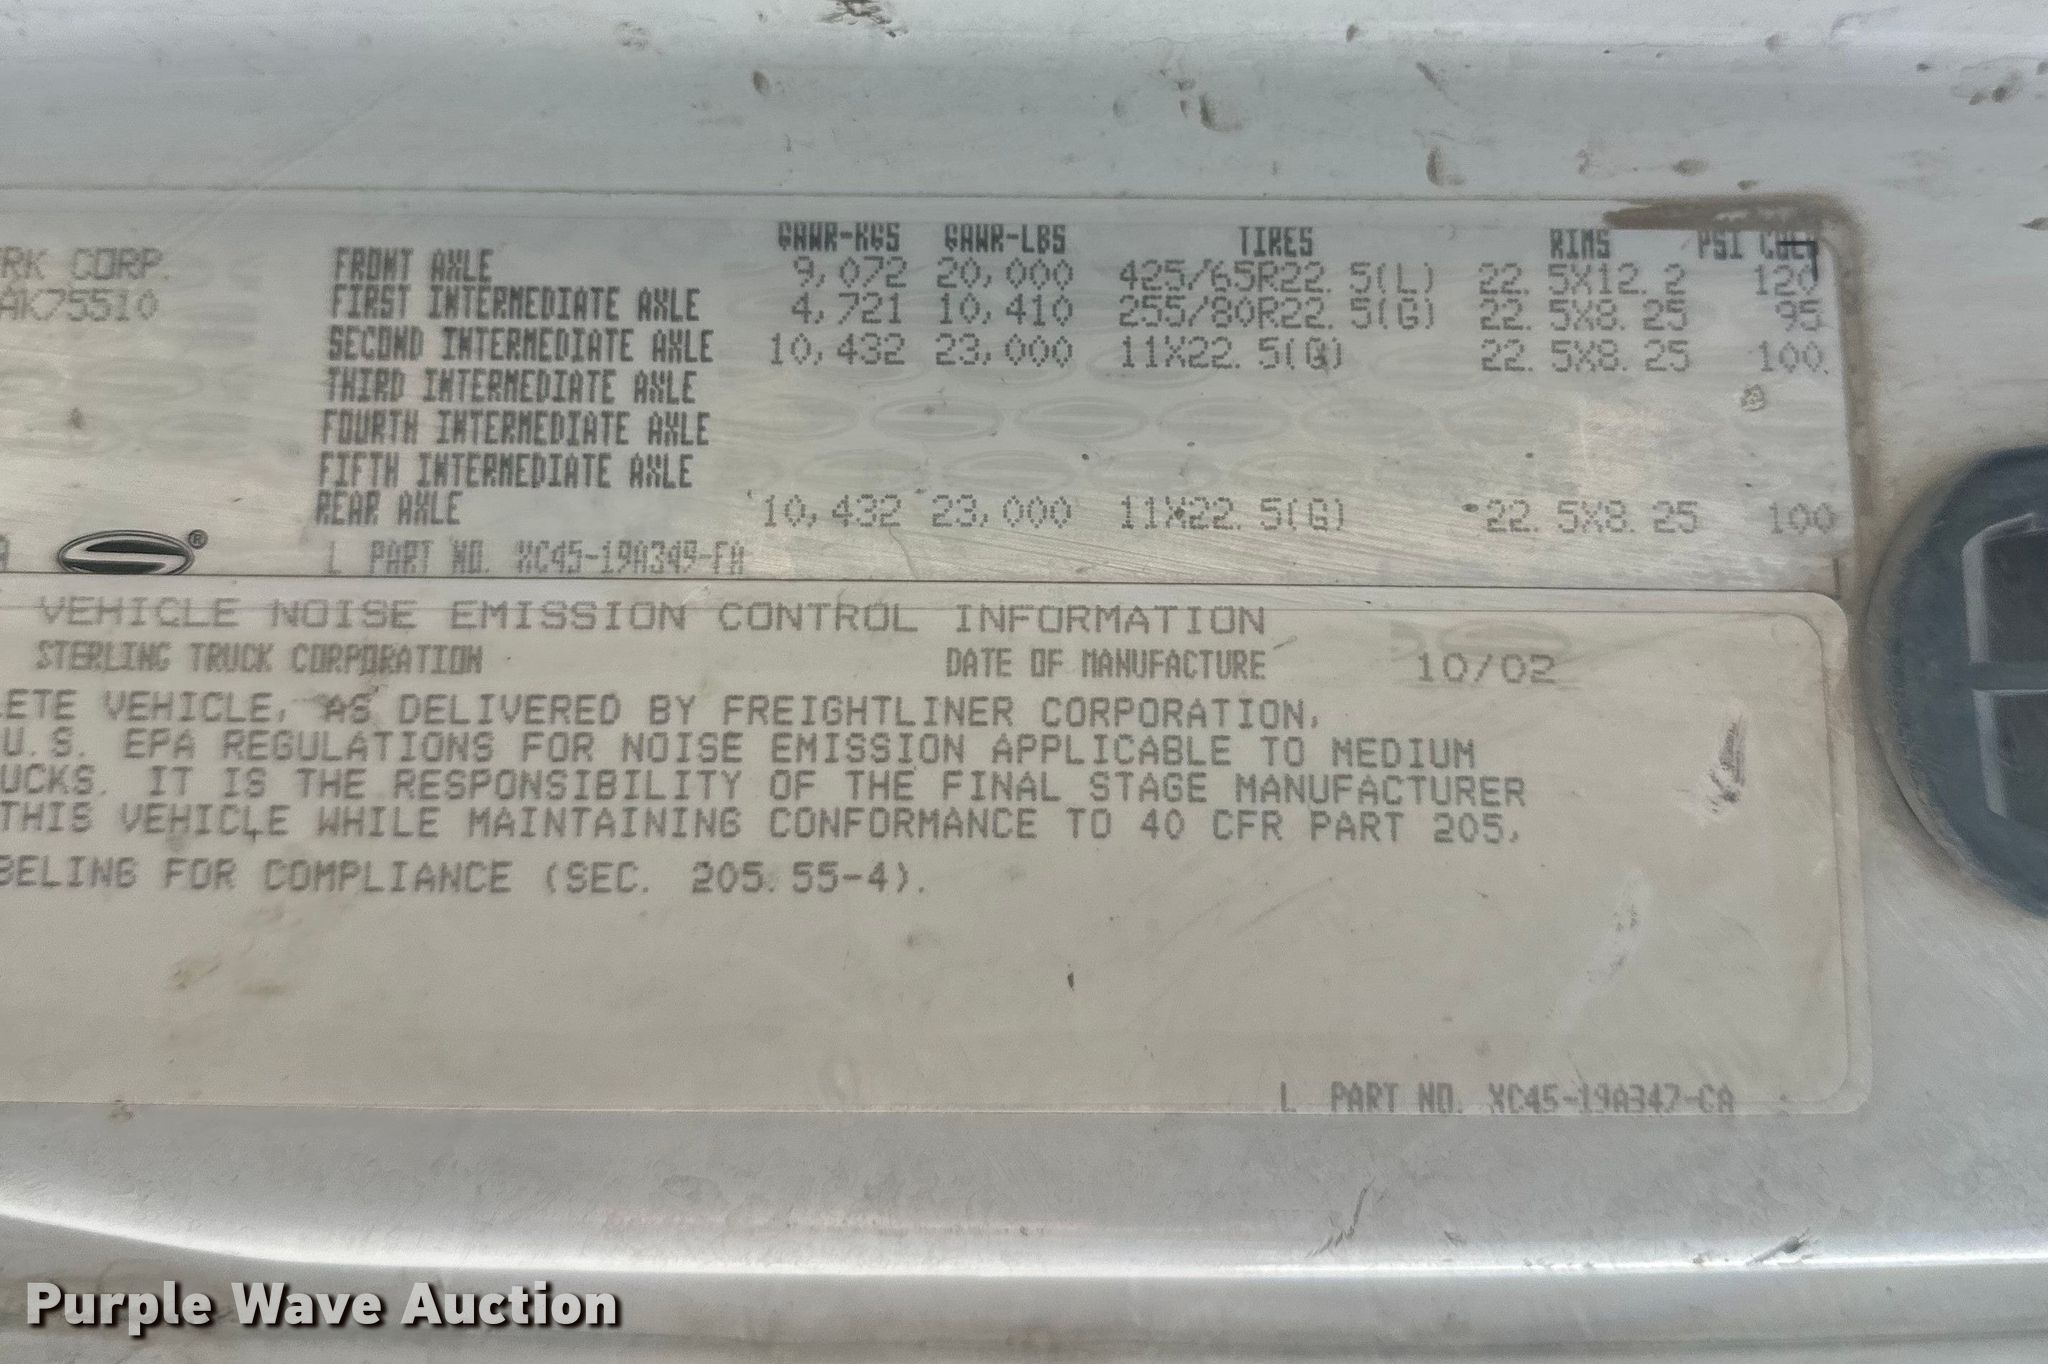 GAWR-KGS GAWR-LBS TIRES RIMS PSI COLD
RK CORP. FRONT AXLE 9,072 20,000 425/65R22.5(L) 22.5X12.2 120
AK75510 FIRST INTERMEDIATE AXLE 4,721 10,410 255/80R22.5(G) 22.5X8.25 95
SECOND INTERMEDIATE AXLE 10,432 23,000 11X22.5(G) 22.5X8.25 100
THIRD INTERMEDIATE AXLE
FOURTH INTERMEDIATE AXLE
FIFTH INTERMEDIATE AXLE
REAR AXLE 10,432 23,000 11X22.5(G) 22.5X8.25 100
® L PART NO. XC45-19A349-FA
VEHICLE NOISE EMISSION CONTROL INFORMATION
STERLING TRUCK CORPORATION DATE OF MANUFACTURE 10/02
LETE VEHICLE, AS DELIVERED BY FREIGHTLINER CORPORATION,
U.S. EPA REGULATIONS FOR NOISE EMISSION APPLICABLE TO MEDIUM
UCKS. IT IS THE RESPONSIBILITY OF THE FINAL STAGE MANUFACTURER
THIS VEHICLE WHILE MAINTAINING CONFORMANCE TO 40 CFR PART 205,
BELING FOR COMPLIANCE (SEC. 205.55-4).
L PART NO. XC45-19A347-CA
Purple Wave Auction